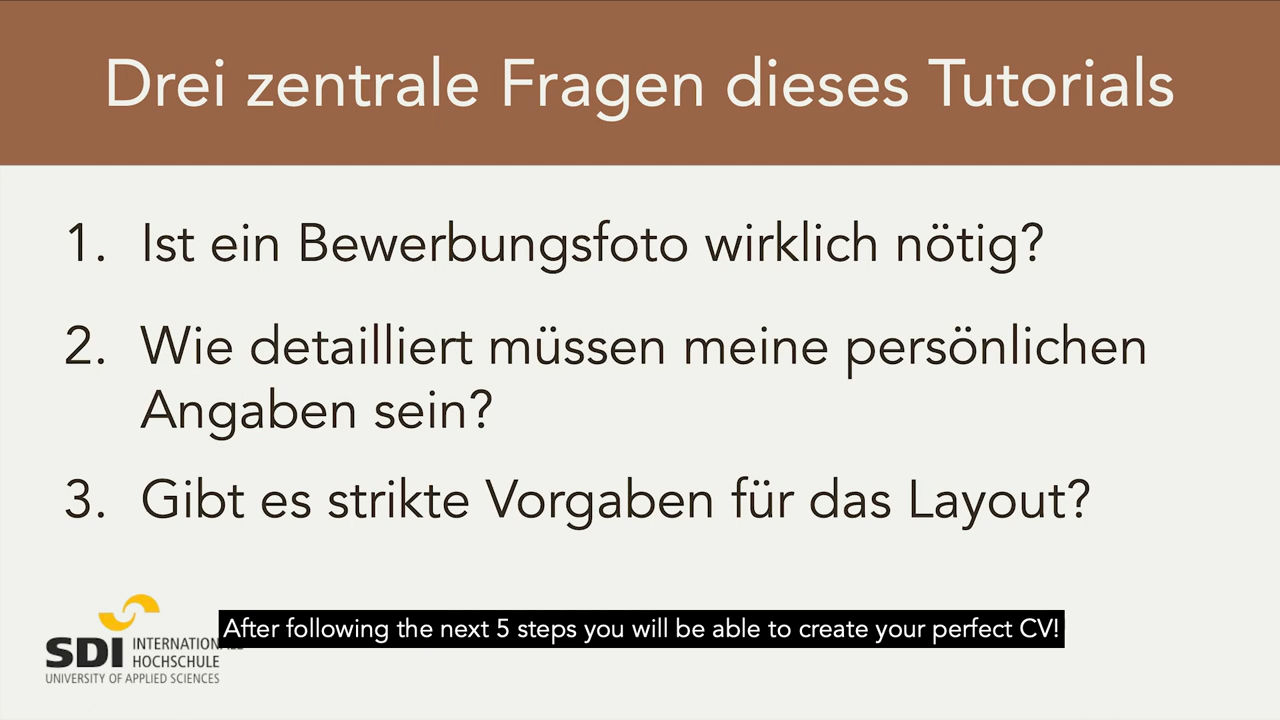 Drei zentrale Fragen dieses Tutorials
1. Ist ein Bewerbungsfoto wirklich nötig?
2. Wie detailliert müssen meine persönlichen
Angaben sein?
3. Gibt es strikte Vorgaben für das Layout?
After following the next 5 steps you will be able to create your perfect CV!
SDI
INTERNATIONALE
HOCHSCHULE
UNIVERSITY OF APPLIED SCIENCES